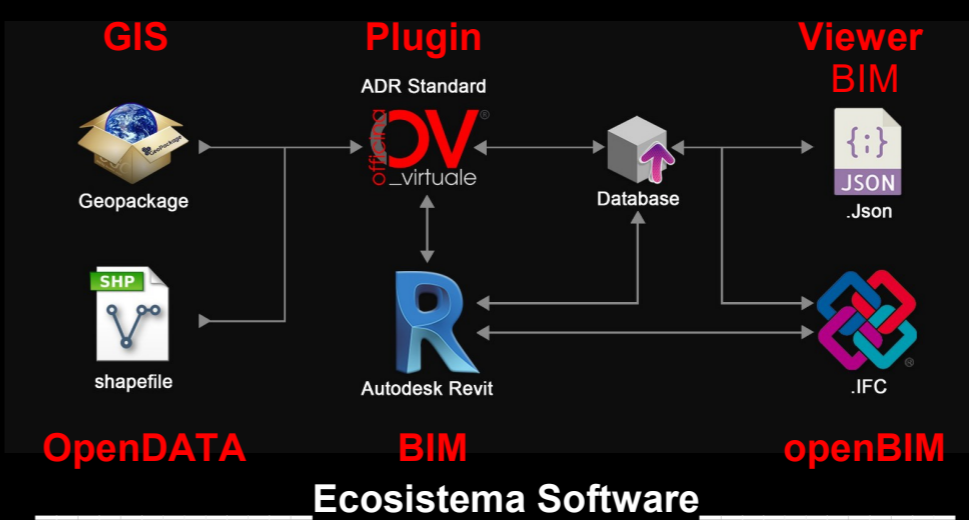 GIS
Plugin
Viewer
BIM
ADR Standard
GeoPackage
officina
OV®
_virtuale
{;}
JSON
Geopackage
Database
.Json
SHP
shapefile
Autodesk Revit
.IFC
OpenDATA
BIM
openBIM
Ecosistema Software